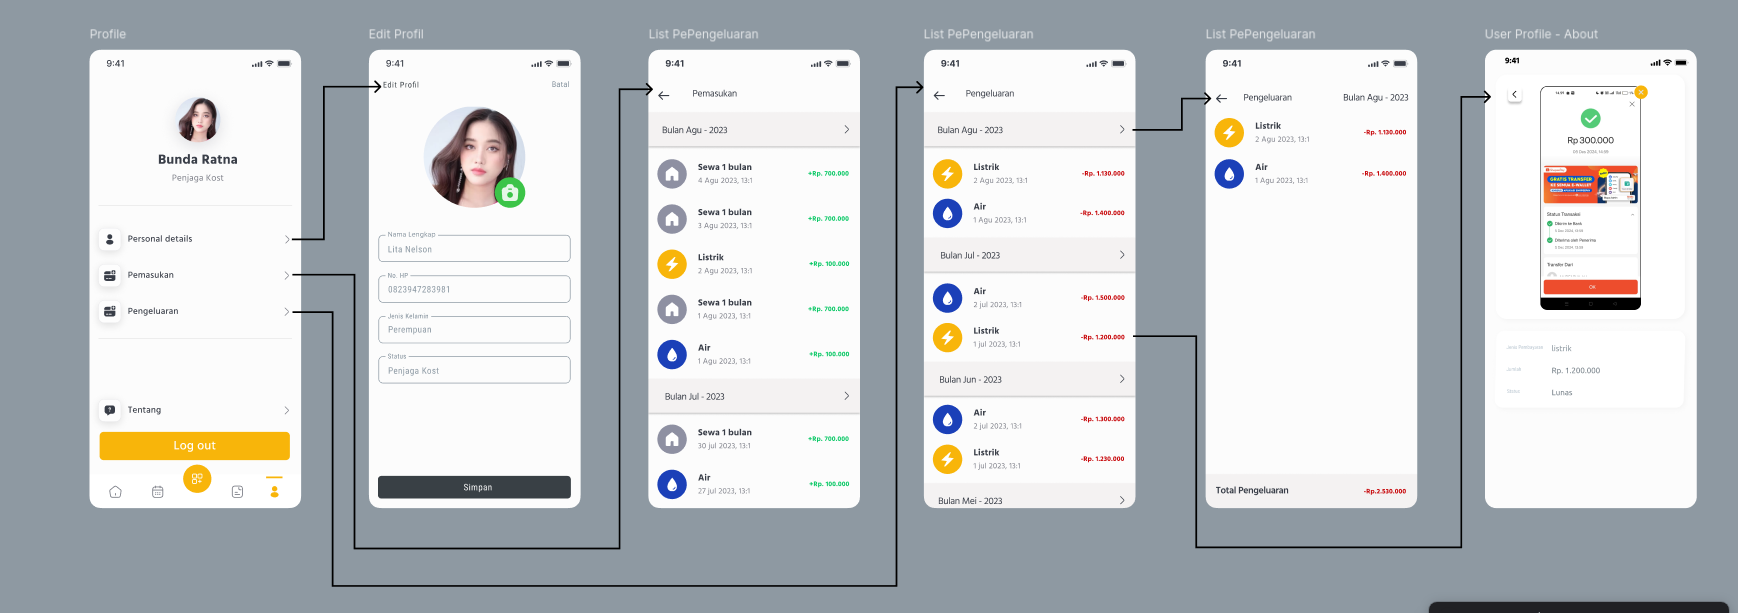 Profile
9:41
Bunda Ratna
Penjaga Kost
Personal details
Pemasukan
Pengeluaran
Tentang
Log out
Edit Profil
9:41
Edit Profil
Batal
Nama Lengkap
Lita Nelson
No. HP
0823947283981
Jenis Kelamin
Perempuan
Status
Penjaga Kost
Simpan
List PePengeluaran
9:41
Pemasukan
Bulan Agu - 2023
Sewa 1 bulan
+Rp. 700.000
4 Agu 2023, 13:1
Sewa 1 bulan
+Rp. 700,000
3 Agu 2023, 13:1
Listrik
+Rp. 100.000
2 Agu 2023, 13:1
Sewa 1 bulan
+Rp. 700,000
1 Agu 2023, 13:1
Air
+Rp. 100.000
1 Agu 2023, 13:1
Bulan Jul - 2023
Sewa 1 bulan
+Rp. 700,000
30 jul 2023, 13:1
Air
+Rp. 100.000
27 jul 2023, 13:1
List PePengeluaran
9:41
Pengeluaran
Bulan Agu - 2023
Listrik
-Rp. 1.130.000
2 Agu 2023, 13:1
Air
-Rp. 1.400.000
1 Agu 2023, 13:1
Bulan Jul - 2023
Air
-Rp. 1.500.000
2 jul 2023, 13:1
Listrik
-Rp. 1.200.000
1 jul 2023, 13:1
Bulan Jun - 2023
Air
-Rp. 1.300.000
2 jul 2023, 13:1
Listrik
-Rp. 1.230.000
1 jul 2023, 13:1
Bulan Mei - 2023
List PePengeluaran
9:41
Pengeluaran
Bulan Agu - 2023
Listrik
-Rp. 1.130.000
2 Agu 2023, 13:1
Air
-Rp. 1.400.000
1 Agu 2023, 13:1
Total Pengeluaran
-Rp.2.530.000
User Profile - About
9:41
Rp 300.000
GRATIS TRANSFER
KE SEMUA E-WALLET
Status Transaksi
Dikirim ke Bank
Diterima oleh Penerima
Transfer Dari
OK
Jenis Pembayaran
listrik
Jumlah
Rp. 1.200.000
Status
Lunas